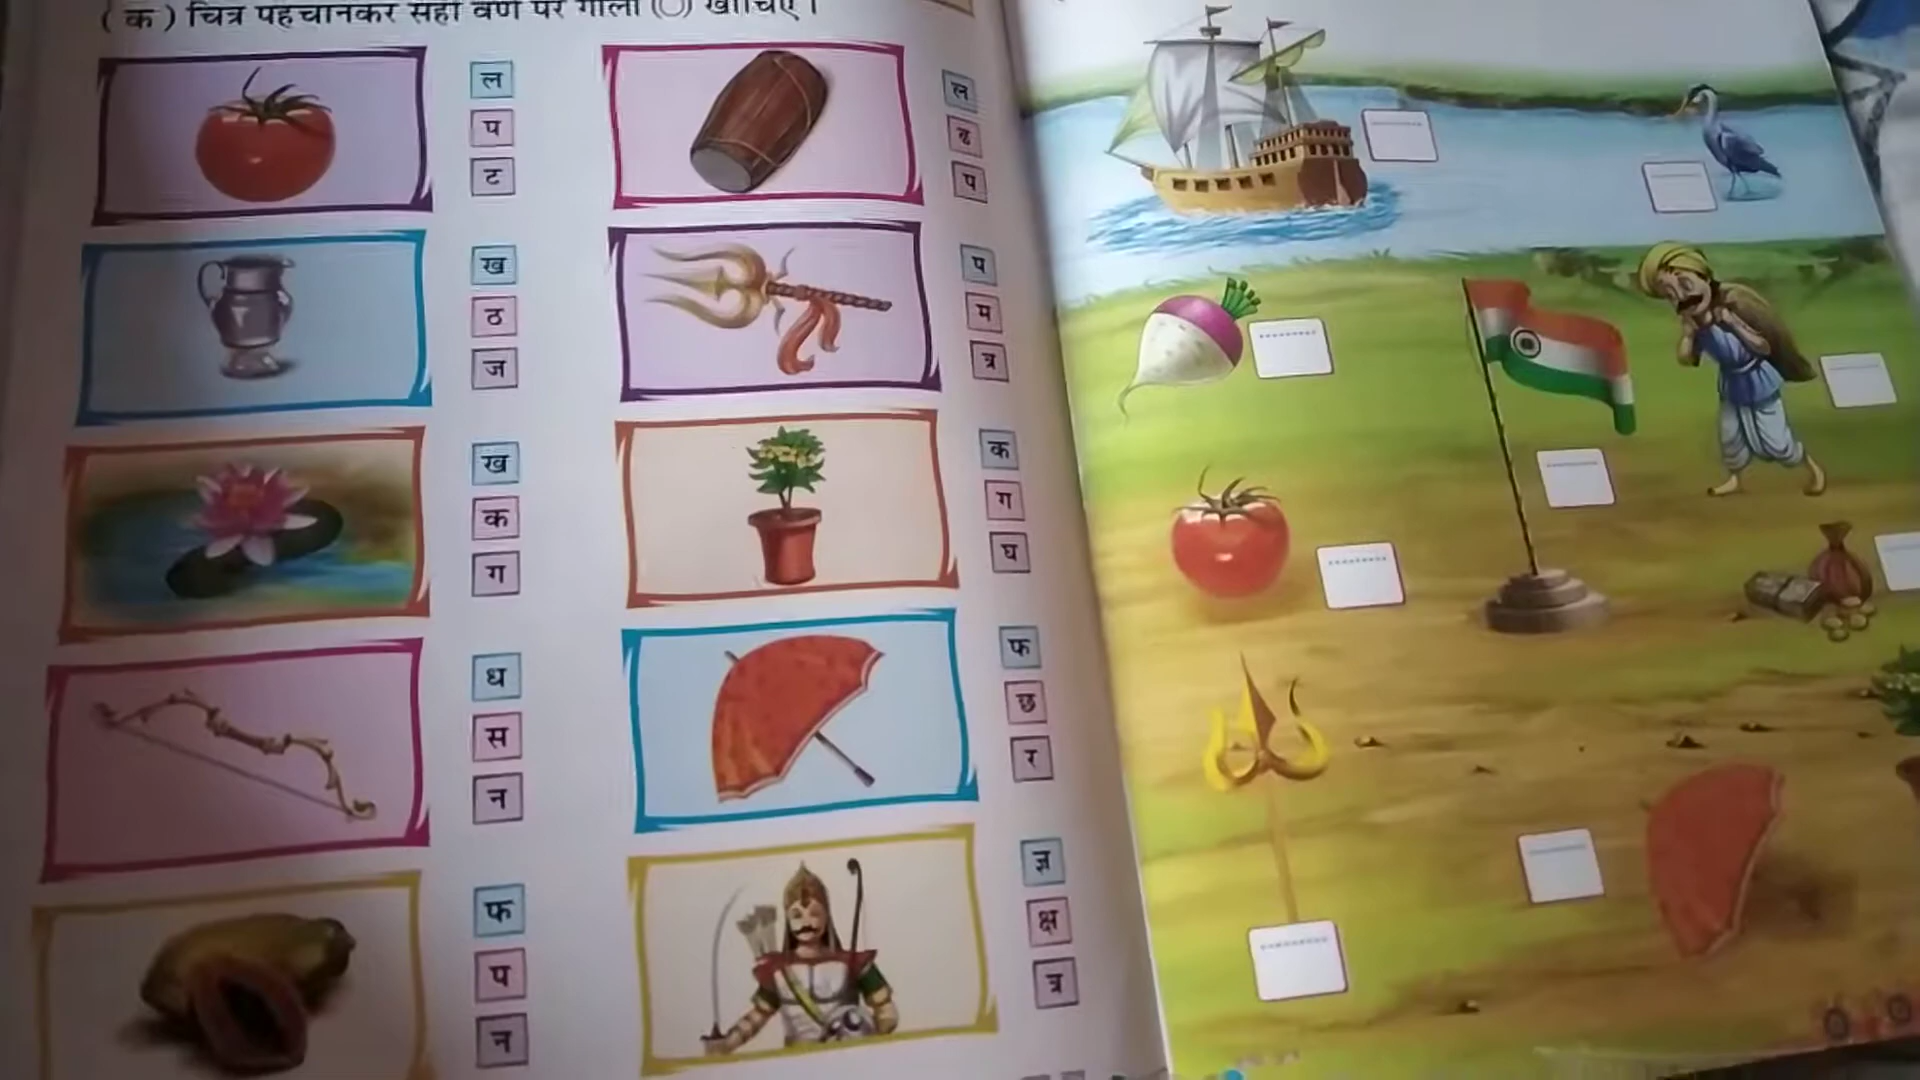 ( क ) चित्र पहचानकर सही वर्ण पर गोला (○) खींचिए।
ल
प
ट
ल
ढ
प
ख
ठ
ज
प
म
त्र
ख
क
ग
क
ग
घ
ध
स
न
फ
छ
र
फ
प
न
ज्ञ
क्ष
त्र